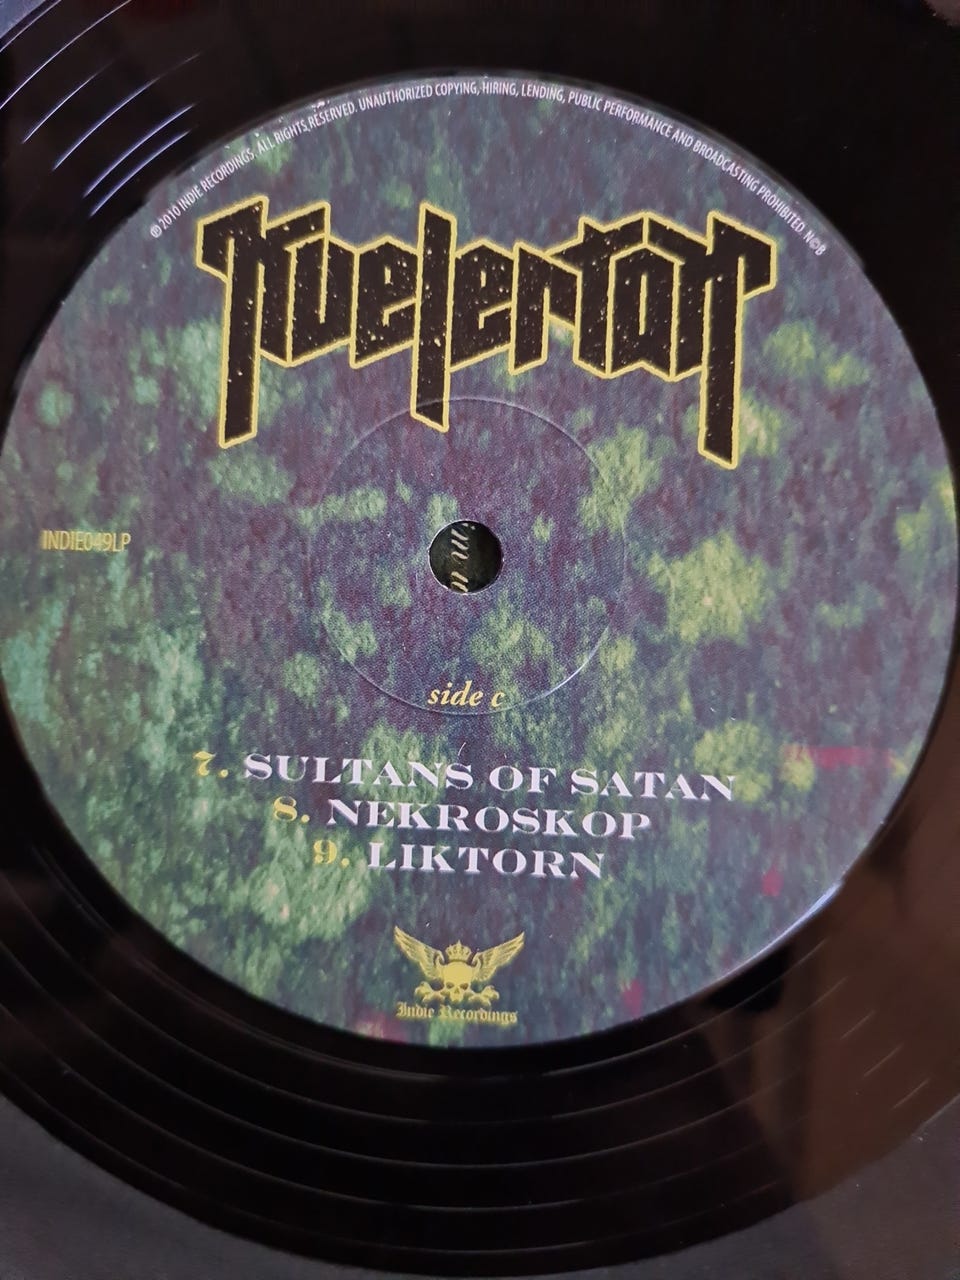 ℗ 2010 INDIE RECORDINGS. ALL RIGHTS RESERVED. UNAUTHORIZED COPYING, HIRING, LENDING, PUBLIC PERFORMANCE AND BROADCASTING PROHIBITED. N©B
Kvelertak
INDIE049LP
side c
7. SULTANS OF SATAN
8. NEKROSKOP
9. LIKTORN
Indie Recordings